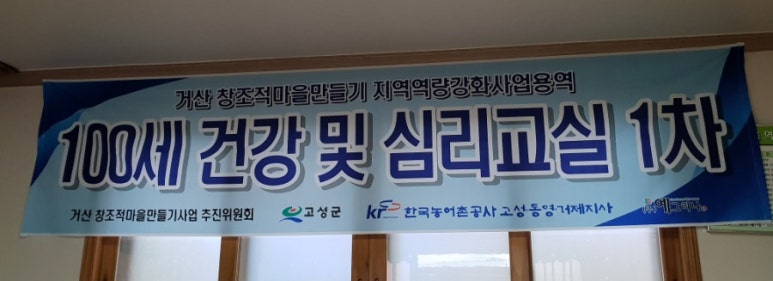 거산 창조적마을만들기 지역역량강화사업용역
100세 건강 및 심리교실 1차
거산 창조적마을만들기사업 추진위원회 고성군 한국농어촌공사 고성통영거제지사